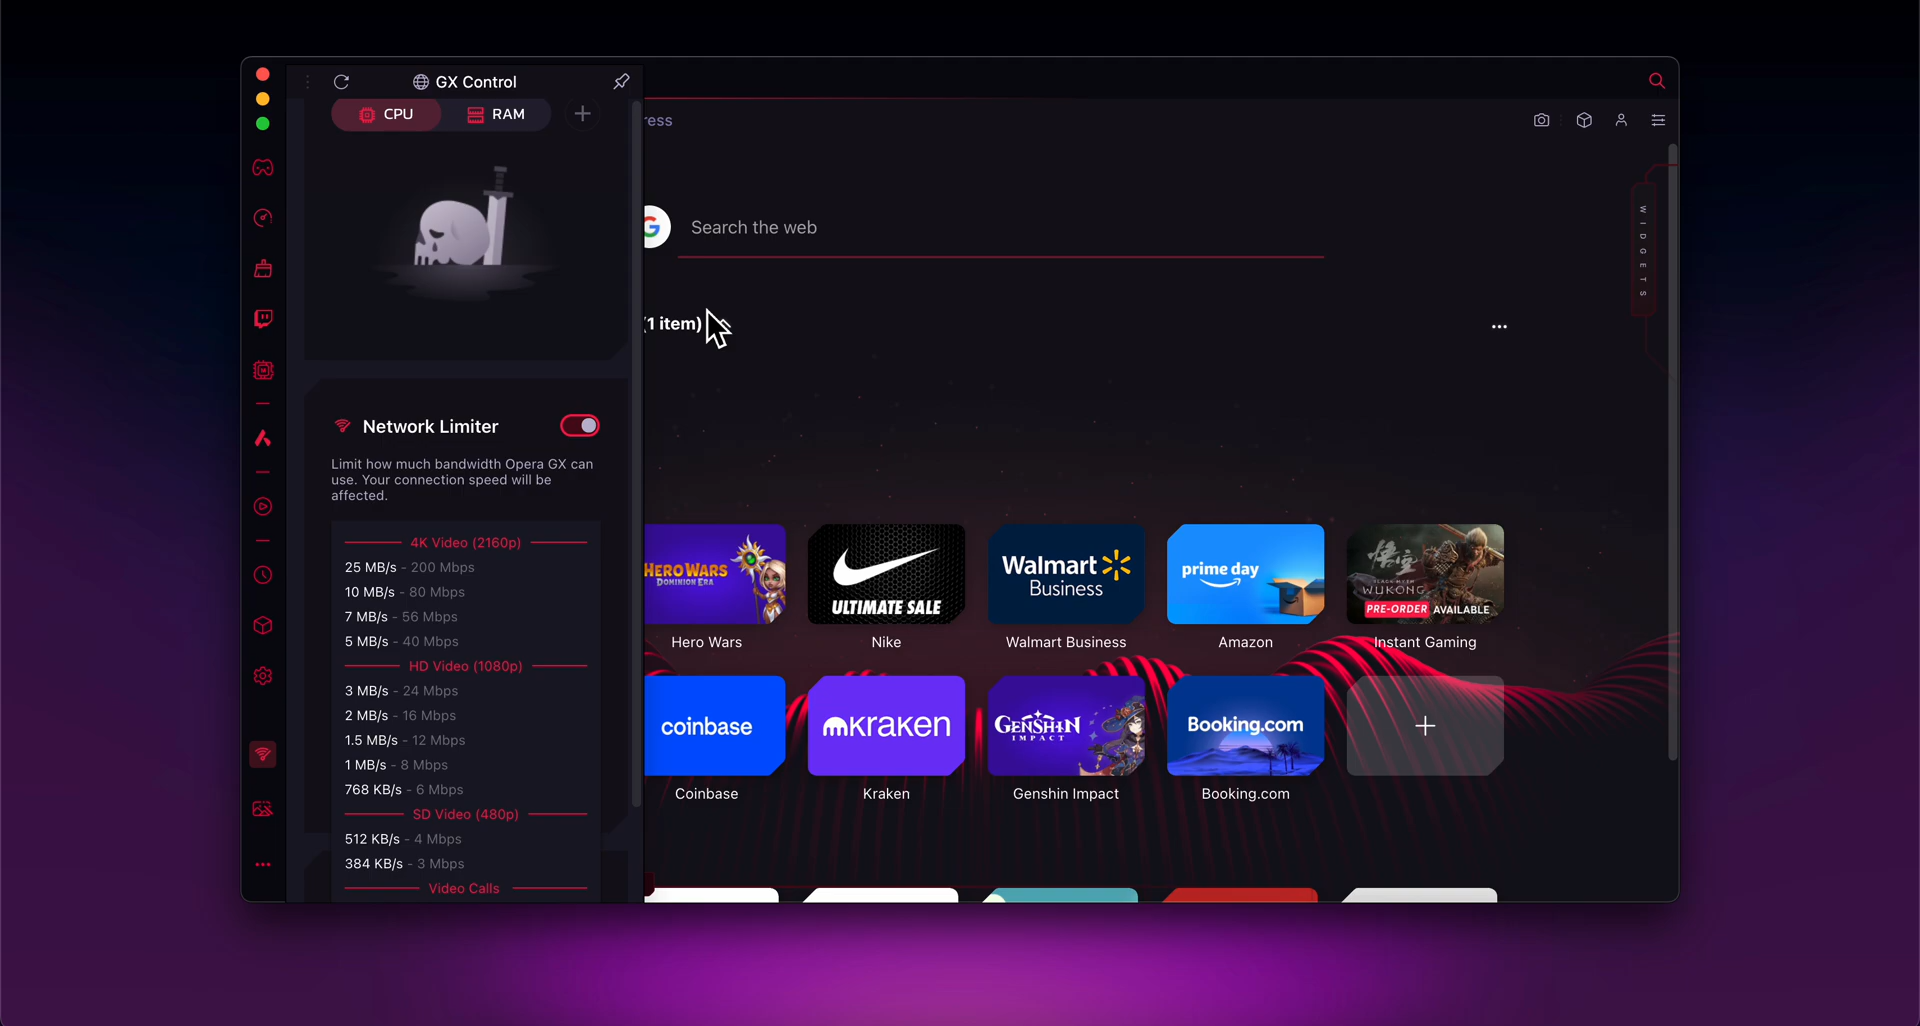 GX Control
CPU
RAM
ress
Search the web
WIDGETS
(1 item)
Network Limiter
Limit how much bandwidth Opera GX can
use. Your connection speed will be
affected.
4K Video (2160p)
25 MB/s - 200 Mbps
10 MB/s - 80 Mbps
7 MB/s - 56 Mbps
5 MB/s - 40 Mbps
HD Video (1080p)
3 MB/s - 24 Mbps
2 MB/s - 16 Mbps
1.5 MB/s - 12 Mbps
1 MB/s - 8 Mbps
768 KB/s - 6 Mbps
SD Video (480p)
512 KB/s - 4 Mbps
384 KB/s - 3 Mbps
Video Calls
HERO WARS
DOMINION ERA
Hero Wars
ULTIMATE SALE
Nike
Walmart
Business
Walmart Business
prime day
Amazon
悟空
BLACK MYTH
WUKONG
PRE-ORDER AVAILABLE
Instant Gaming
coinbase
Coinbase
mKraken
Kraken
GENSHIN
IMPACT
Genshin Impact
Booking.com
Booking.com